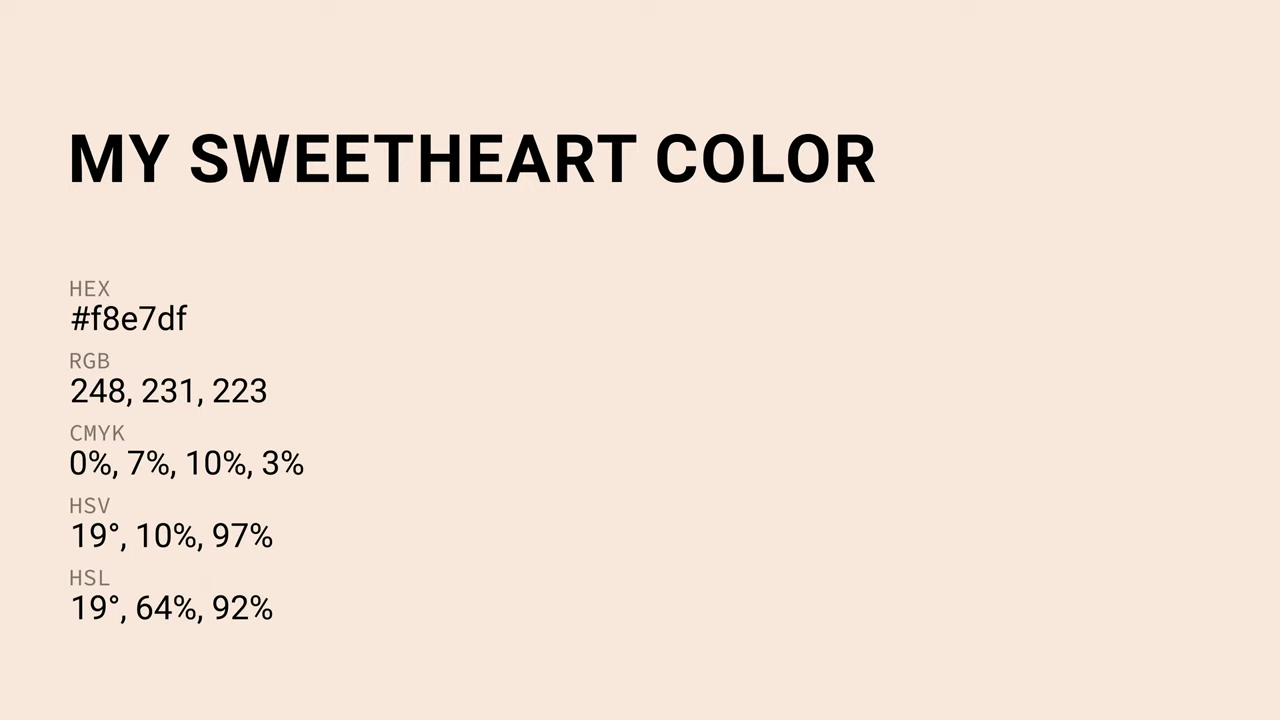 MY SWEETHEART COLOR
HEX
#f8e7df
RGB
248, 231, 223
CMYK
0%, 7%, 10%, 3%
HSV
19°, 10%, 97%
HSL
19°, 64%, 92%